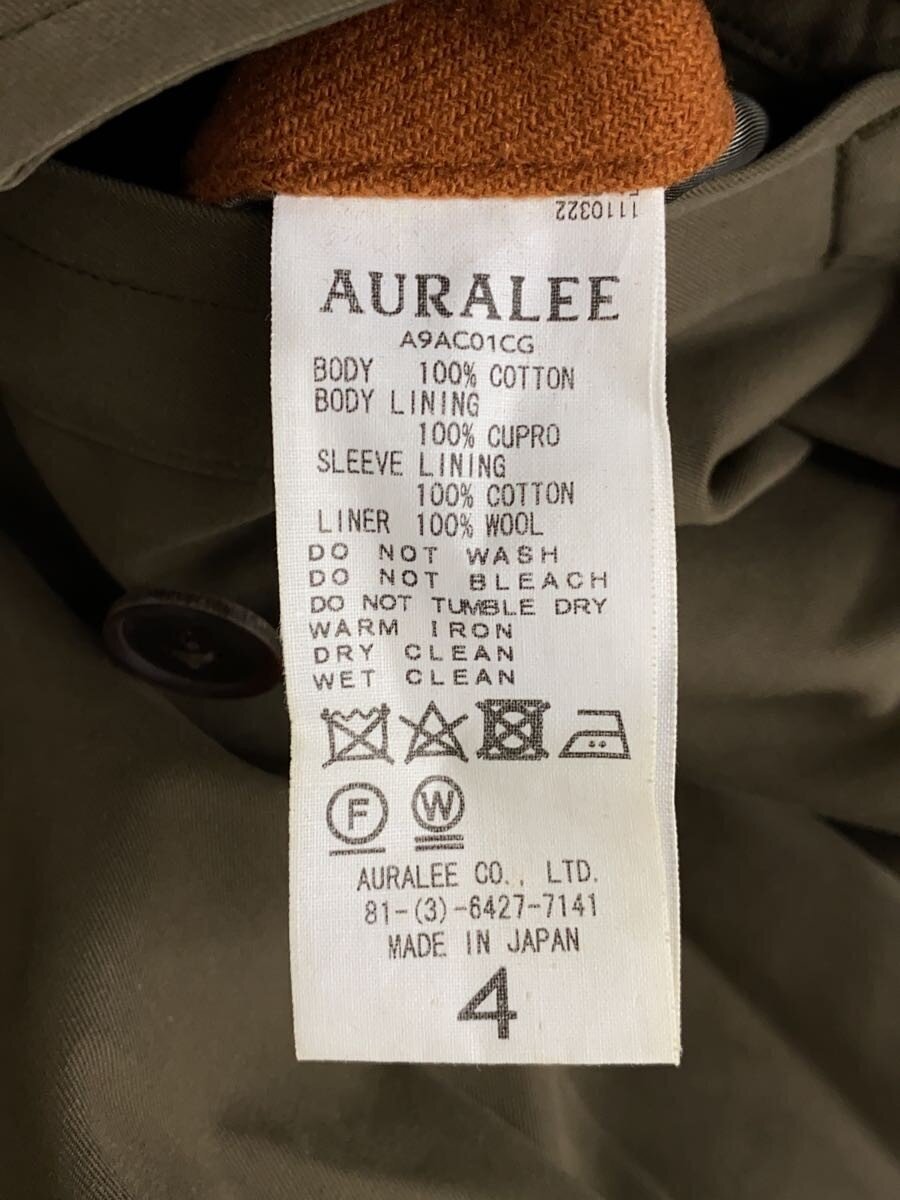 1110322
AURALEE
A9AC01CG
BODY 100% COTTON
BODY LINING
100% CUPRO
SLEEVE LINING
100% COTTON
LINER 100% WOOL
DO NOT WASH
DO NOT BLEACH
DO NOT TUMBLE DRY
WARM IRON
DRY CLEAN
WET CLEAN
F W
AURALEE CO., LTD.
81-(3)-6427-7141
MADE IN JAPAN
4